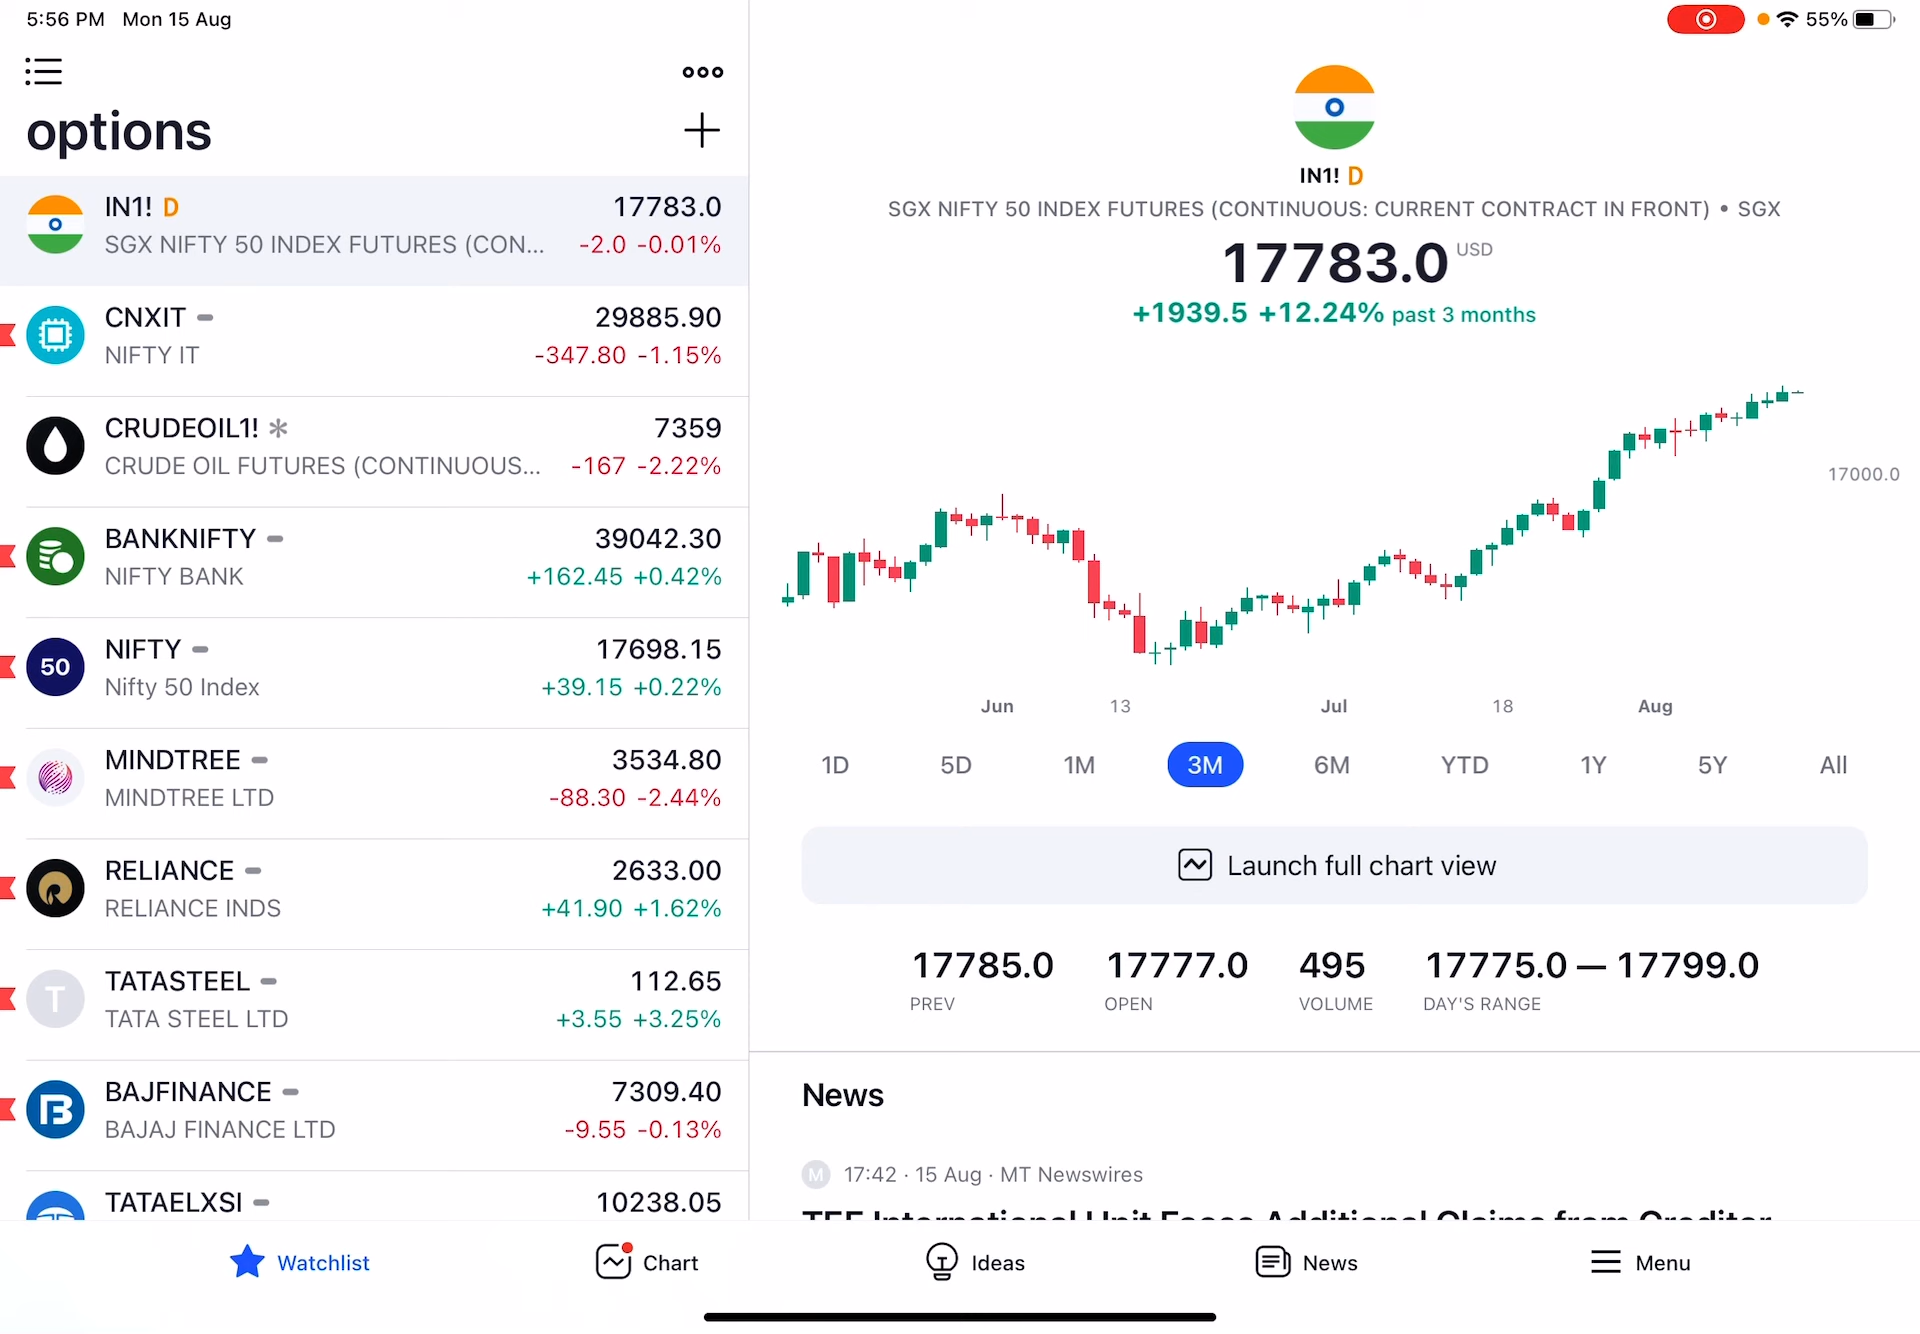 5:56 PM Mon 15 Aug
55%
options
IN1! D
17783.0
SGX NIFTY 50 INDEX FUTURES (CON...
-2.0 -0.01%
CNXIT
29885.90
NIFTY IT
-347.80 -1.15%
CRUDEOIL1!
7359
CRUDE OIL FUTURES (CONTINUOUS...
-167 -2.22%
BANKNIFTY
39042.30
NIFTY BANK
+162.45 +0.42%
50
NIFTY
17698.15
Nifty 50 Index
+39.15 +0.22%
MINDTREE
3534.80
MINDTREE LTD
-88.30 -2.44%
RELIANCE
2633.00
RELIANCE INDS
+41.90 +1.62%
T
TATASTEEL
112.65
TATA STEEL LTD
+3.55 +3.25%
BAJFINANCE
7309.40
BAJAJ FINANCE LTD
-9.55 -0.13%
TATAELXSI
10238.05
IN1! D
SGX NIFTY 50 INDEX FUTURES (CONTINUOUS: CURRENT CONTRACT IN FRONT) • SGX
17783.0 USD
+1939.5 +12.24% past 3 months
17000.0
Jun 13 Jul 18 Aug
1D 5D 1M 3M 6M YTD 1Y 5Y All
Launch full chart view
17785.0 17777.0 495 17775.0 — 17799.0
PREV OPEN VOLUME DAY'S RANGE
News
M 17:42 · 15 Aug · MT Newswires
TEE International Unit Faces Additional Claims from Creditor
Watchlist Chart Ideas News Menu